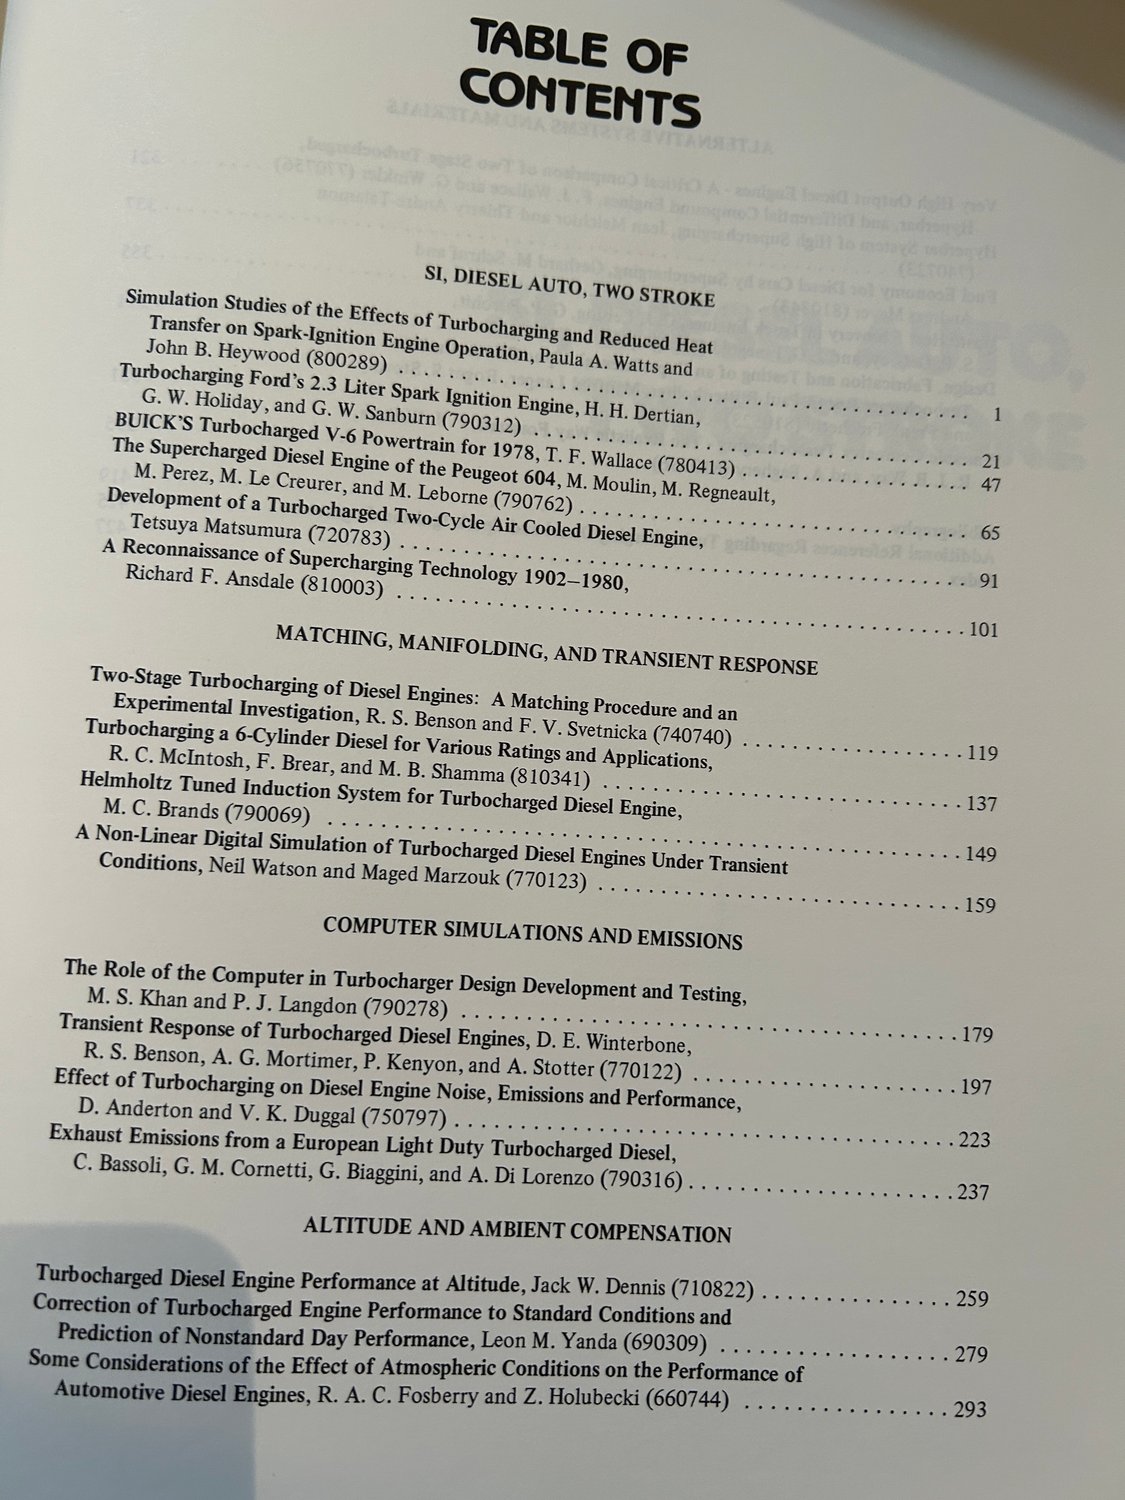 TABLE OF
CONTENTS
SI, DIESEL AUTO, TWO STROKE
Simulation Studies of the Effects of Turbocharging and Reduced Heat
Transfer on Spark-Ignition Engine Operation, Paula A. Watts and
John B. Heywood (800289) . . . . . . . . . . . . . . . . . . . . . . . . . . . . . . . . . . . . . . . . . . . . 1
Turbocharging Ford's 2.3 Liter Spark Ignition Engine, H. H. Dertian,
G. W. Holiday, and G. W. Sanburn (790312) . . . . . . . . . . . . . . . . . . . . . . . . . . . . . . . . . . 21
BUICK'S Turbocharged V-6 Powertrain for 1978, T. F. Wallace (780413) . . . . . . . . . . . . . . . . . . 47
The Supercharged Diesel Engine of the Peugeot 604, M. Moulin, M. Regneault,
M. Perez, M. Le Creurer, and M. Leborne (790762) . . . . . . . . . . . . . . . . . . . . . . . . . . . . . . 65
Development of a Turbocharged Two-Cycle Air Cooled Diesel Engine,
Tetsuya Matsumura (720783) . . . . . . . . . . . . . . . . . . . . . . . . . . . . . . . . . . . . . . . . . . . 91
A Reconnaissance of Supercharging Technology 1902–1980,
Richard F. Ansdale (810003) . . . . . . . . . . . . . . . . . . . . . . . . . . . . . . . . . . . . . . . . . . . 101
MATCHING, MANIFOLDING, AND TRANSIENT RESPONSE
Two-Stage Turbocharging of Diesel Engines: A Matching Procedure and an
Experimental Investigation, R. S. Benson and F. V. Svetnicka (740740) . . . . . . . . . . . . . . . . . 119
Turbocharging a 6-Cylinder Diesel for Various Ratings and Applications,
R. C. McIntosh, F. Brear, and M. B. Shamma (810341) . . . . . . . . . . . . . . . . . . . . . . . . . . . . 137
Helmholtz Tuned Induction System for Turbocharged Diesel Engine,
M. C. Brands (790069) . . . . . . . . . . . . . . . . . . . . . . . . . . . . . . . . . . . . . . . . . . . . . . . . 149
A Non-Linear Digital Simulation of Turbocharged Diesel Engines Under Transient
Conditions, Neil Watson and Maged Marzouk (770123) . . . . . . . . . . . . . . . . . . . . . . . . . . . . 159
COMPUTER SIMULATIONS AND EMISSIONS
The Role of the Computer in Turbocharger Design Development and Testing,
M. S. Khan and P. J. Langdon (790278) . . . . . . . . . . . . . . . . . . . . . . . . . . . . . . . . . . . . . . 179
Transient Response of Turbocharged Diesel Engines, D. E. Winterbone,
R. S. Benson, A. G. Mortimer, P. Kenyon, and A. Stotter (770122) . . . . . . . . . . . . . . . . . . . . 197
Effect of Turbocharging on Diesel Engine Noise, Emissions and Performance,
D. Anderton and V. K. Duggal (750797) . . . . . . . . . . . . . . . . . . . . . . . . . . . . . . . . . . . . . . 223
Exhaust Emissions from a European Light Duty Turbocharged Diesel,
C. Bassoli, G. M. Cornetti, G. Biaggini, and A. Di Lorenzo (790316) . . . . . . . . . . . . . . . . . . . . 237
ALTITUDE AND AMBIENT COMPENSATION
Turbocharged Diesel Engine Performance at Altitude, Jack W. Dennis (710822) . . . . . . . . . . . . . . . 259
Correction of Turbocharged Engine Performance to Standard Conditions and
Prediction of Nonstandard Day Performance, Leon M. Yanda (690309) . . . . . . . . . . . . . . . . . . 279
Some Considerations of the Effect of Atmospheric Conditions on the Performance of
Automotive Diesel Engines, R. A. C. Fosberry and Z. Holubecki (660744) . . . . . . . . . . . . . . . . 293